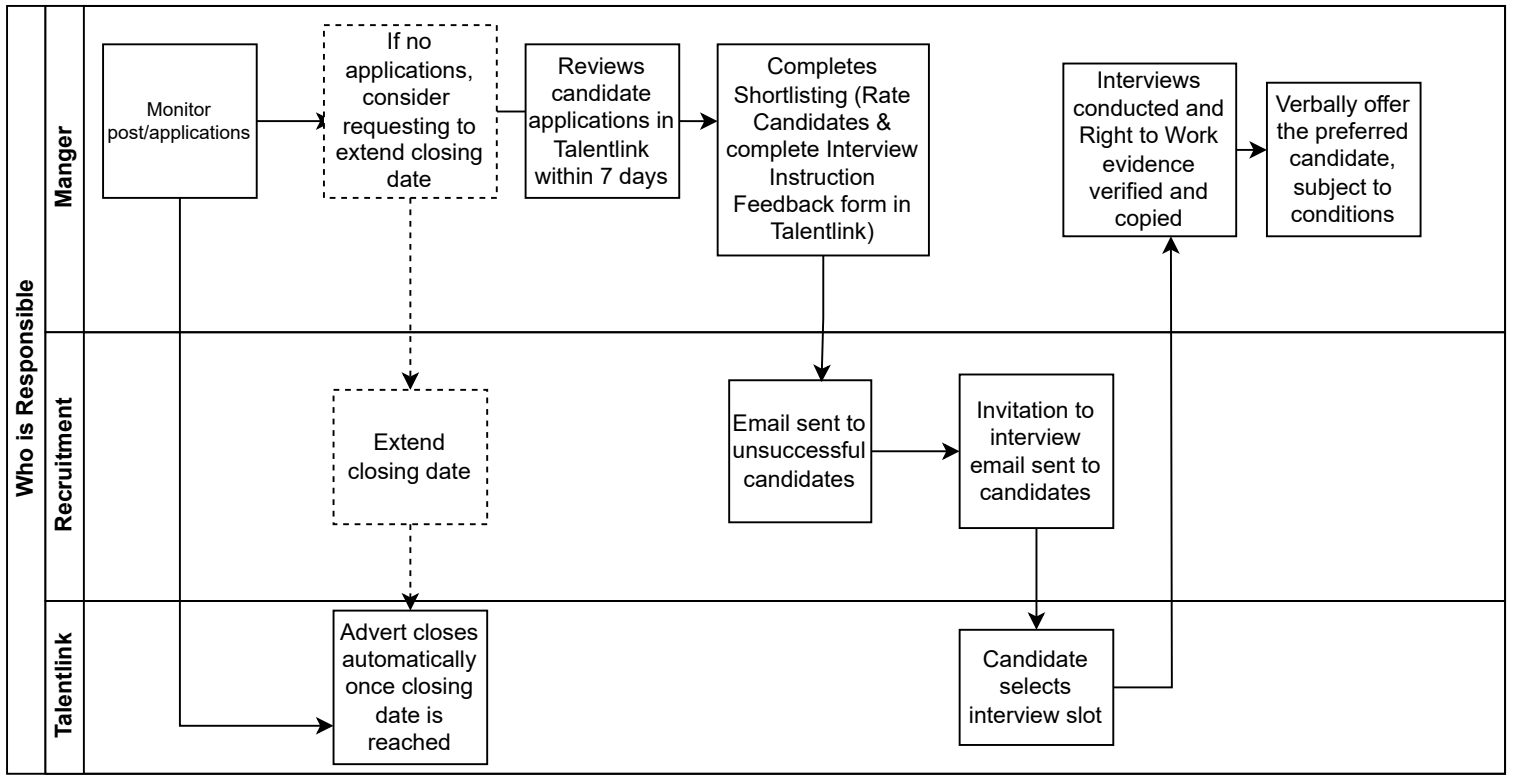 Who is Responsible
Manger
Monitor
post/applications
If no
applications,
consider
requesting to
extend closing
date
Reviews
candidate
applications in
Talentlink
within 7 days
Completes
Shortlisting (Rate
Candidates &
complete Interview
Instruction
Feedback form in
Talentlink)
Interviews
conducted and
Right to Work
evidence
verified and
copied
Verbally offer
the preferred
candidate,
subject to
conditions
Recruitment
Extend
closing date
Email sent to
unsuccessful
candidates
Invitation to
interview
email sent to
candidates
Talentlink
Advert closes
automatically
once closing
date is
reached
Candidate
selects
interview slot